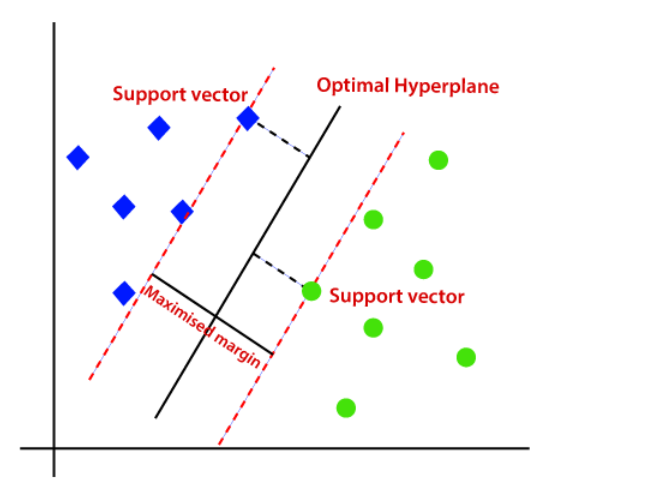 Optimal Hyperplane
Support vector
Support vector
Maximised margin